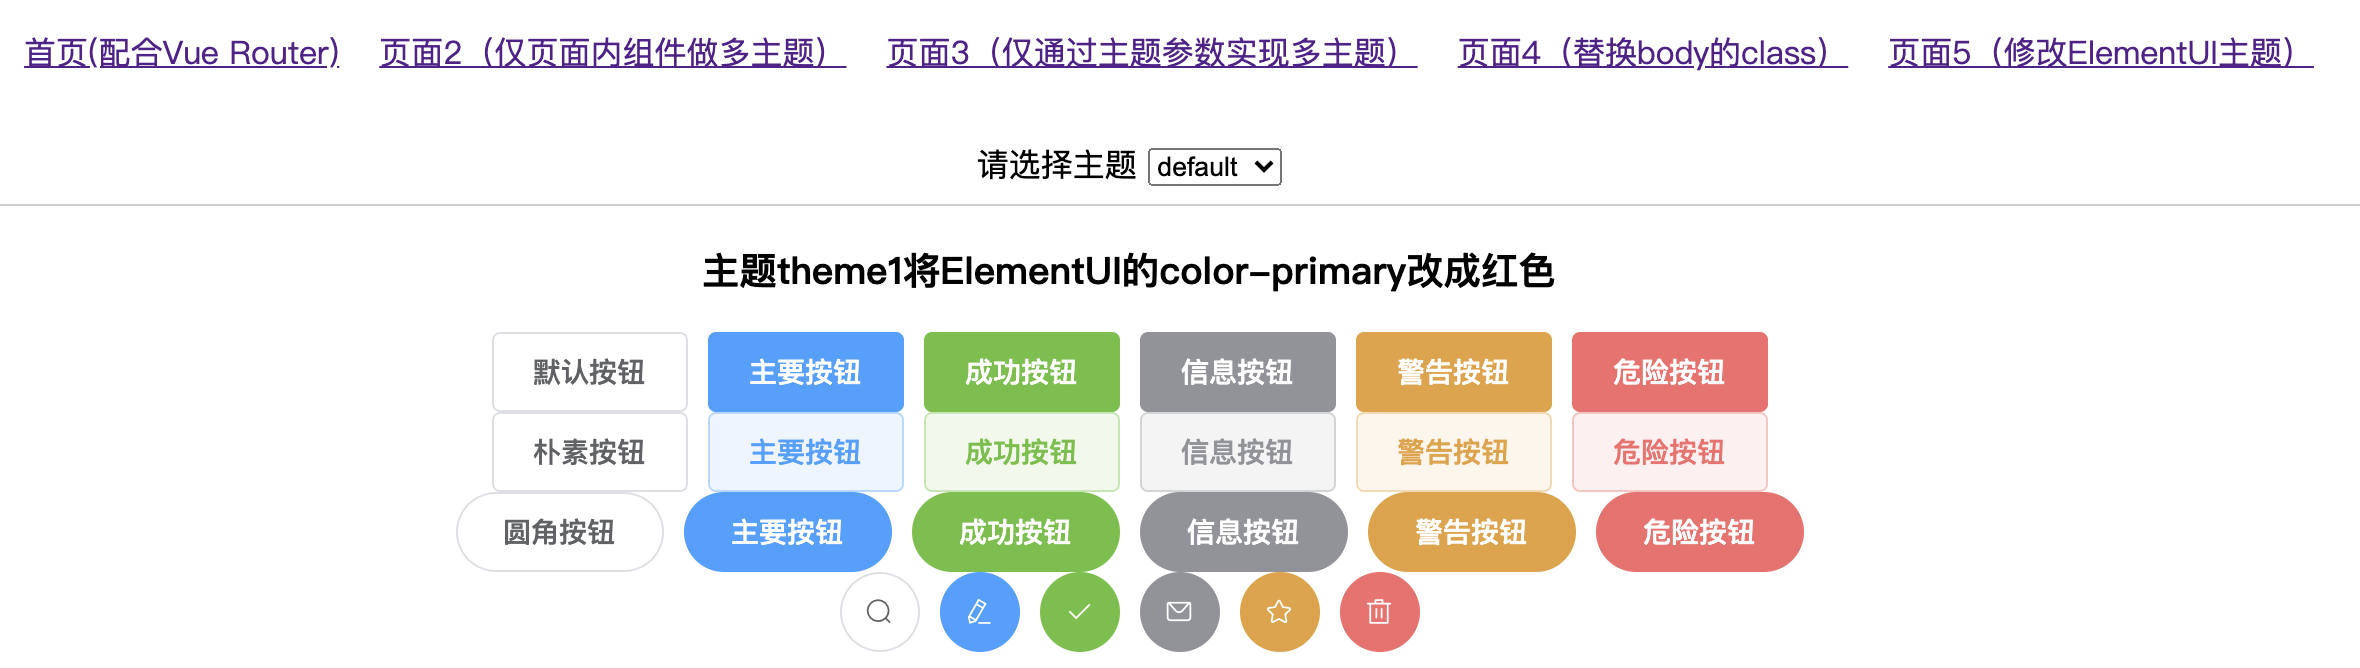 首页(配合Vue Router) 页面2（仅页面内组件做多主题） 页面3（仅通过主题参数实现多主题） 页面4（替换body的class） 页面5（修改ElementUI主题）
请选择主题 default
主题theme1将ElementUI的color-primary改成红色
默认按钮 主要按钮 成功按钮 信息按钮 警告按钮 危险按钮
朴素按钮 主要按钮 成功按钮 信息按钮 警告按钮 危险按钮
圆角按钮 主要按钮 成功按钮 信息按钮 警告按钮 危险按钮